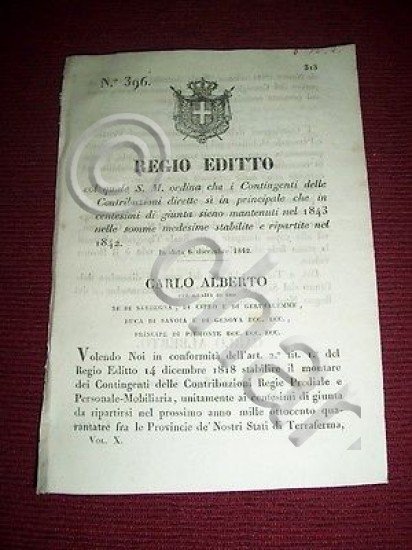 313
N.° 396.
REGIO EDITTO
col quale S. M. ordina che i Contingenti delle
Contribuzioni dirette sì in principale che in
centesimi di giunta sieno mantenuti nel 1843
nelle somme medesime stabilite e ripartite nel
1842.
In data 6 dicembre 1842.
CARLO ALBERTO
PER GRAZIA DI DIO
RE DI SARDEGNA, DI CIPRO E DI GERUSALEMME,
DUCA DI SAVOIA E DI GENOVA ECC. ECC.,
PRINCIPE DI PIEMONTE ECC. ECC. ECC.
Volendo Noi in conformità dell'art. 2.° tit. del
Regio Editto 14 dicembre 1818 stabilire il montare
dei Contingenti delle Contribuzioni Regie Prediale e
Personale-Mobiliaria, unitamente ai centesimi di giunta
da ripartirsi nel prossimo anno mille ottocento qua-
rantatre fra le Provincie de' Nostri Stati di Terraferma,
Vol. X.